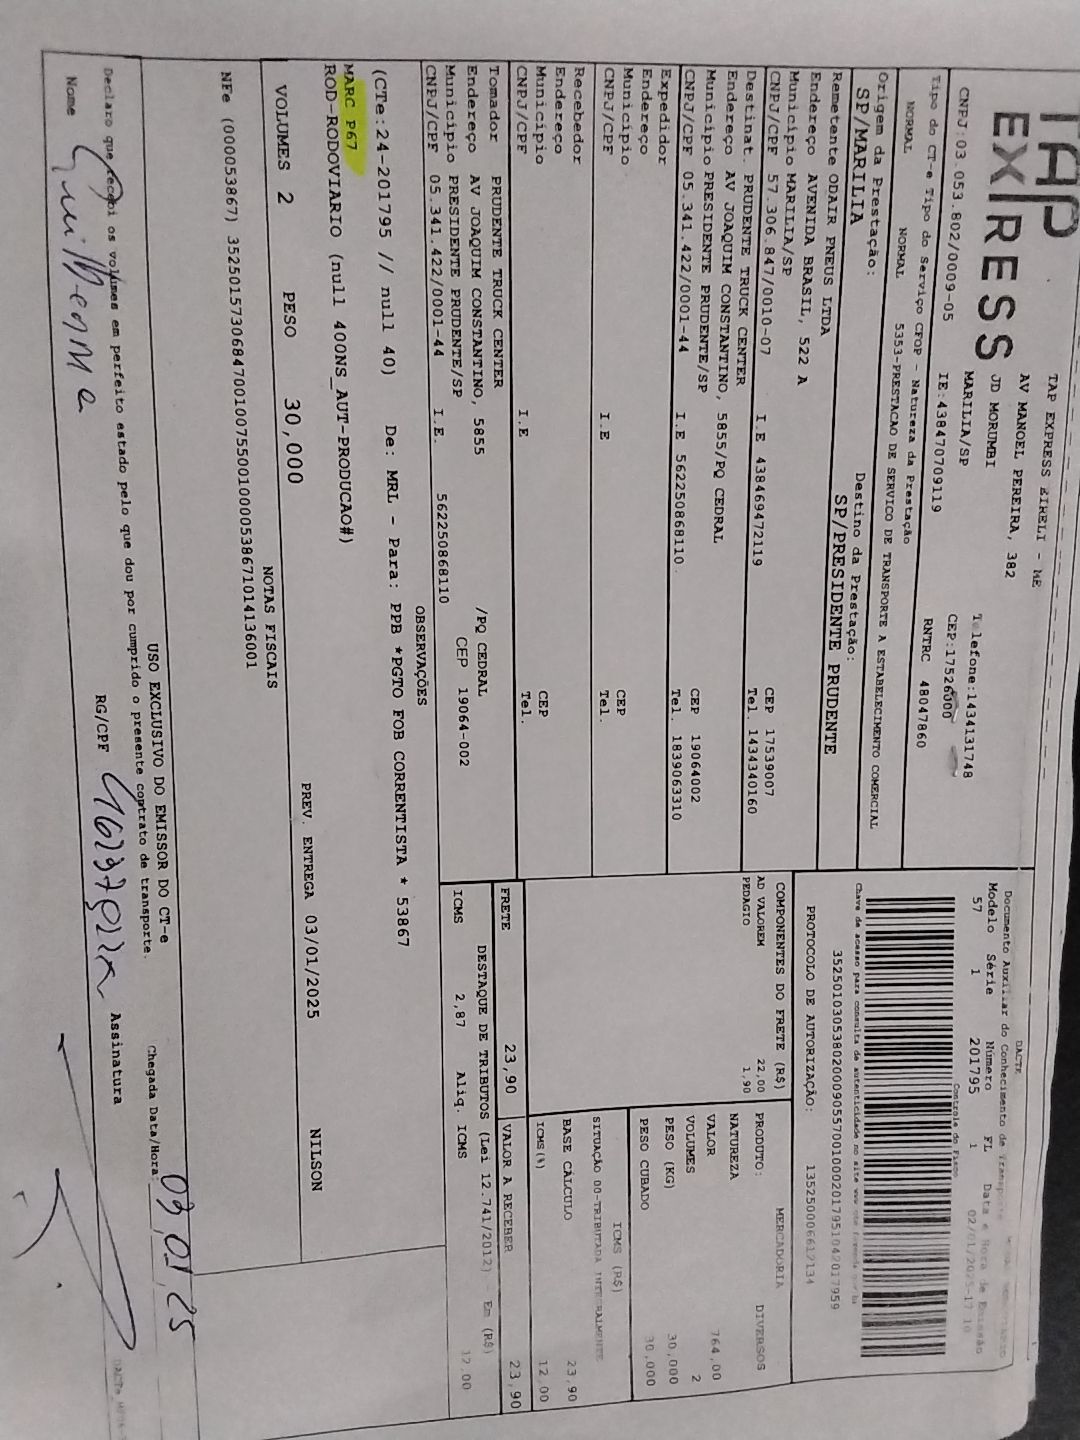 TAP
EXPRESS
TAP EXPRESS EIRELI - ME
AV MANOEL PEREIRA, 382
JD MORUMBI
MARILIA/SP
Telefone:1434131748
CEP:17526000
CNPJ:03.053.802/0009-05 IE:438470709119 RNTRC 48047860
Tipo do CT-e Tipo do Serviço CFOP - Natureza da Prestação
NORMAL NORMAL 5353-PRESTACAO DE SERVICO DE TRANSPORTE A ESTABELECIMENTO COMERCIAL
Origem da Prestação: Destino da Prestação:
SP/MARILIA SP/PRESIDENTE PRUDENTE
DACTE
Documento Auxiliar do Conhecimento de Transporte
Modelo Série Número FL Data e Hora de Emissão
57 1 201795 1 02/01/2025-17:10
Controle do Fisco
Chave de acesso para consulta de autenticidade no site
35250103053802000905570010002017951042017959
PROTOCOLO DE AUTORIZAÇÃO: 135250006612134
Remetente ODAIR PNEUS LTDA
Endereço AVENIDA BRASIL, 522 A
Município MARILIA/SP CEP 17539007
CNPJ/CPF 57.306.847/0010-07 I.E 438469472119 Tel. 1434340160
Destinat. PRUDENTE TRUCK CENTER
Endereço AV JOAQUIM CONSTANTINO, 5855/PQ CEDRAL
Município PRESIDENTE PRUDENTE/SP CEP 19064002
CNPJ/CPF 05.341.422/0001-44 I.E 562250868110 Tel. 1839063310
Expedidor
Endereço
Município CEP
CNPJ/CPF I.E Tel.
Recebedor
Endereço
Município CEP
CNPJ/CPF I.E Tel.
Tomador PRUDENTE TRUCK CENTER
Endereço AV JOAQUIM CONSTANTINO, 5855 /PQ CEDRAL
Município PRESIDENTE PRUDENTE/SP CEP 19064-002
CNPJ/CPF 05.341.422/0001-44 I.E. 562250868110
COMPONENTES DO FRETE (R$)
AD VALOREM 22,00
PEDAGIO 1,90
PRODUTO: MERCADORIA
NATUREZA DIVERSOS
VALOR 764,00
VOLUMES 2
PESO (KG) 30,000
PESO CUBADO 30,000
ICMS (R$)
SITUAÇÃO 00-TRIBUTADA INTEGRALMENTE
BASE CÁLCULO 23,90
ICMS(%) 12,00
FRETE 23,90 VALOR A RECEBER 23,90
DESTAQUE DE TRIBUTOS (Lei 12.741/2012) - Em (R$)
ICMS 2,87 Aliq. ICMS 12,00
OBSERVAÇÕES
(CTe:24-201795 // null 40) De: MRL - Para: PPB *PGTO FOB CORRENTISTA * 53867
MARC P67
ROD-RODOVIARIO (null 400NS_AUT-PRODUCAO#)
VOLUMES 2 PESO 30,000 PREV. ENTREGA 03/01/2025 NILSON
NOTAS FISCAIS
NFe (000053867) 35250157306847001007550010000538671014136001
USO EXCLUSIVO DO EMISSOR DO CT-e
Chegada Data/Hora: 03,01,25
Declaro que recebi os volumes em perfeito estado pelo que dou por cumprido o presente contrato de transporte.
Nome Guilherme RG/CPF Assinatura